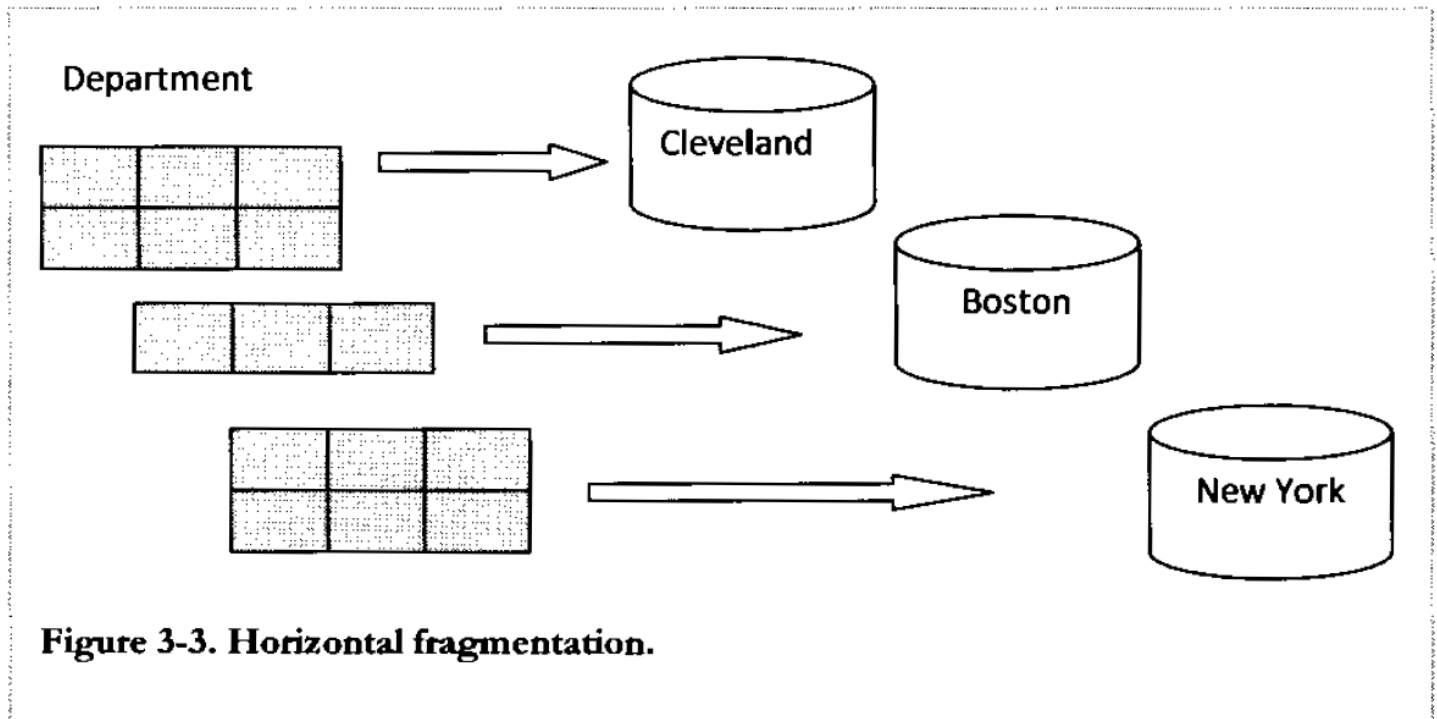 Department
Cleveland
Boston
New York
Figure 3-3. Horizontal fragmentation.